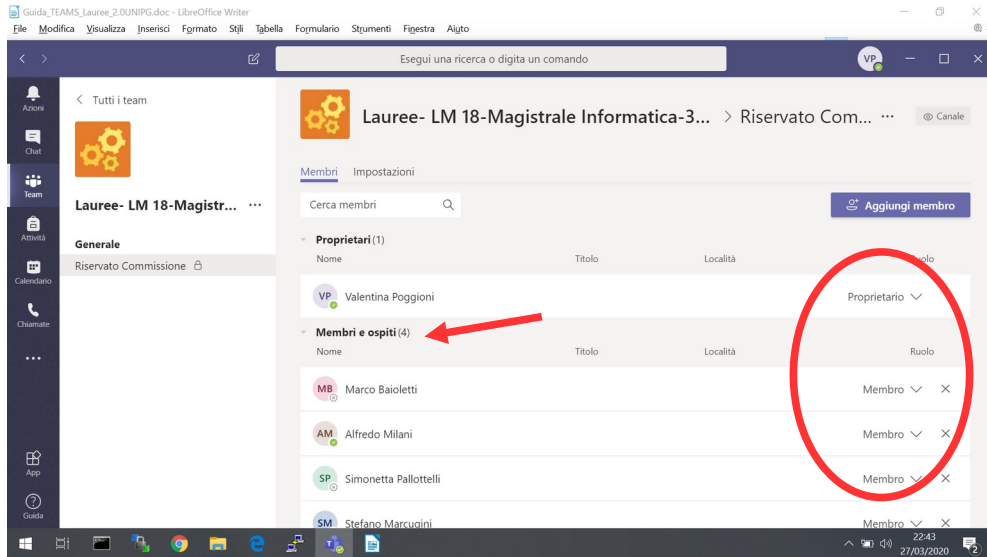 Guida_TEAMS_Lauree_2.0UNIPG.doc - LibreOffice Writer
File Modifica Visualizza Inserisci Formato Stili Tabella Formulario Strumenti Finestra Aiuto
Esegui una ricerca o digita un comando
VP
Azioni
Chat
Team
Attività
Calendario
Chiamate
App
Guida
Tutti i team
Lauree- LM 18-Magistr... ...
Generale
Riservato Commissione
Lauree- LM 18-Magistrale Informatica-3... > Riservato Com... ... Canale
Membri Impostazioni
Cerca membri
Aggiungi membro
Proprietari (1)
Nome Titolo Località Ruolo
VP Valentina Poggioni Proprietario
Membri e ospiti (4)
Nome Titolo Località Ruolo
MB Marco Baioletti Membro
AM Alfredo Milani Membro
SP Simonetta Pallottelli Membro
SM Stefano Marcugini Membro
22:43
27/03/2020
2